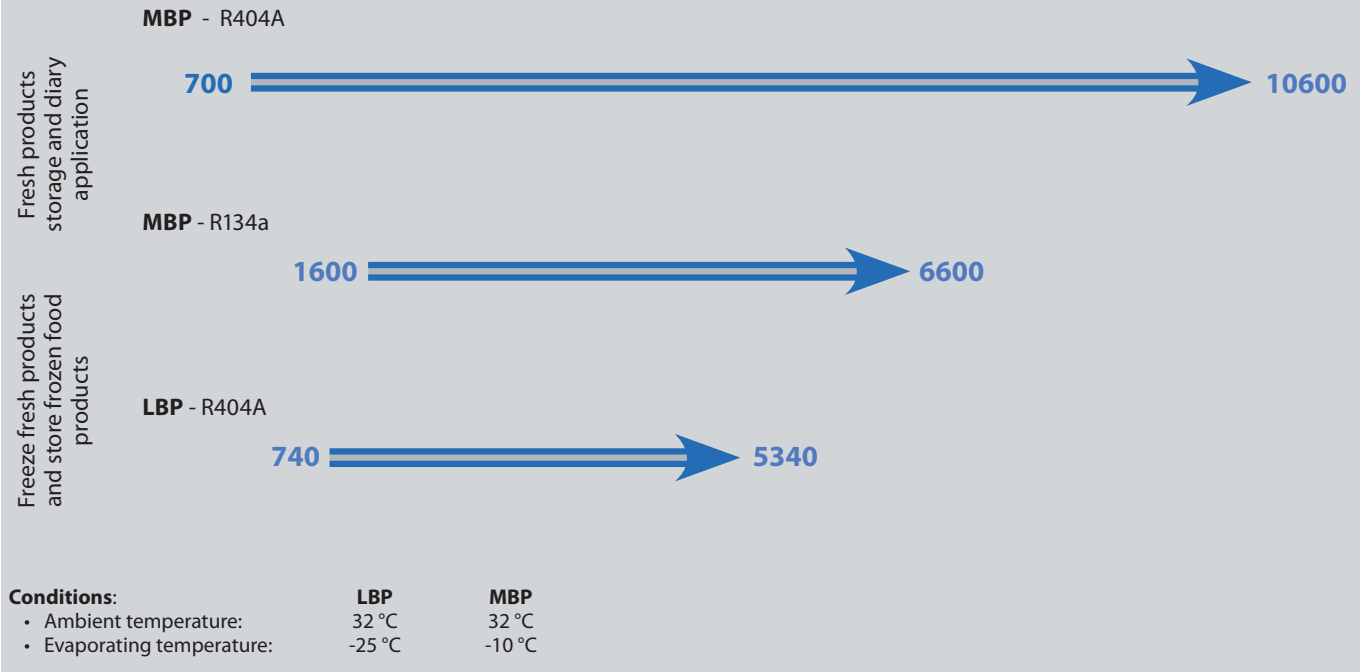 MBP - R404A
Fresh products
storage and diary
application
700
10600
MBP - R134a
1600
6600
Freeze fresh products
and store frozen food
products
LBP - R404A
740
5340
Conditions: LBP MBP
• Ambient temperature: 32 °C 32 °C
• Evaporating temperature: -25 °C -10 °C